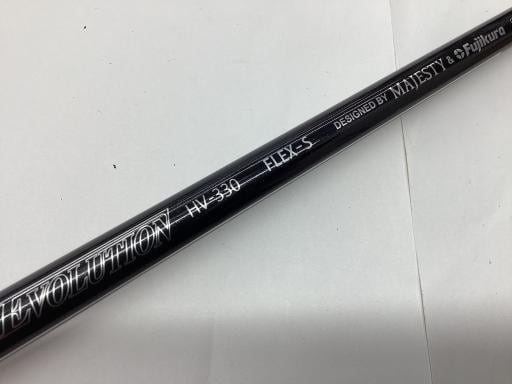 EVOLUTION HV-330 FLEX-S DESIGNED BY MAJESTY & Fujikura